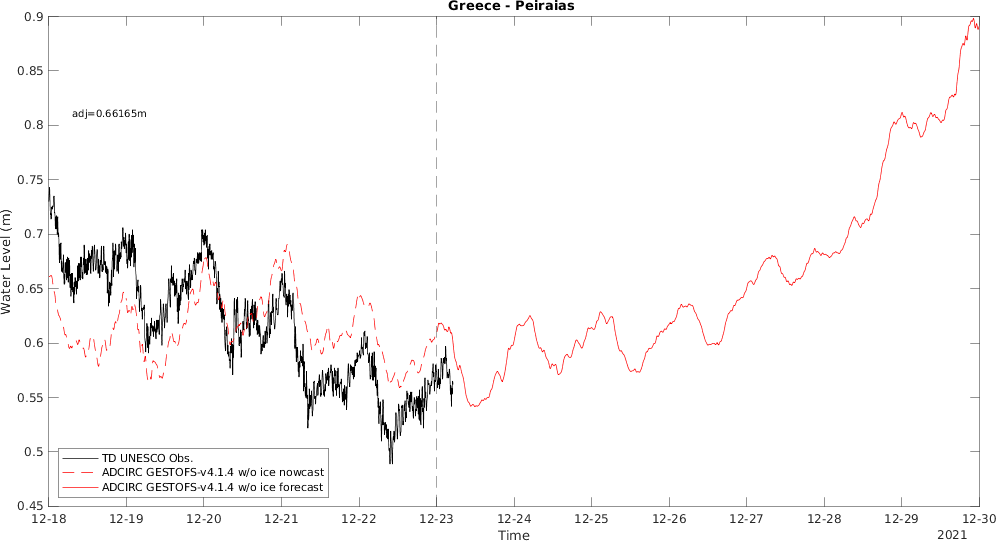 Greece - Peiraias
0.9
0.85
0.8
0.75
0.7
0.65
0.6
0.55
0.5
0.45
Water Level (m)
adj=0.66165m
TD UNESCO Obs.
ADCIRC GESTOFS-v4.1.4 w/o ice nowcast
ADCIRC GESTOFS-v4.1.4 w/o ice forecast
12-18 12-19 12-20 12-21 12-22 12-23 12-24 12-25 12-26 12-27 12-28 12-29 12-30
Time
2021